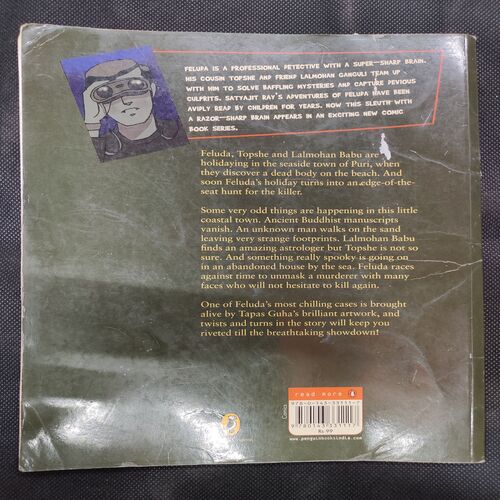 FELUDA IS A PROFESSIONAL DETECTIVE WITH A SUPER-SHARP BRAIN.
HIS COUSIN TOPSHE AND FRIEND LALMOHAN GANGULI TEAM UP
WITH HIM TO SOLVE BAFFLING MYSTERIES AND CAPTURE DEVIOUS
CULPRITS. SATYAJIT RAY'S ADVENTURES OF FELUDA HAVE BEEN
AVIDLY READ BY CHILDREN FOR YEARS. NOW THIS SLEUTH WITH
A RAZOR-SHARP BRAIN APPEARS IN AN EXCITING NEW COMIC
BOOK SERIES.
Feluda, Topshe and Lalmohan Babu are
holidaying in the seaside town of Puri, when
they discover a dead body on the beach. And
soon Feluda's holiday turns into an edge-of-the-
seat hunt for the killer.
Some very odd things are happening in this little
coastal town. Ancient Buddhist manuscripts
vanish. An unknown man walks on the sand
leaving very strange footprints. Lalmohan Babu
finds an amazing astrologer but Topshe is not so
sure. And something really spooky is going on
in an abandoned house by the sea. Feluda races
against time to unmask a murderer with many
faces who will not hesitate to kill again.
One of Feluda's most chilling cases is brought
alive by Tapas Guha's brilliant artwork, and
twists and turns in the story will keep you
riveted till the breathtaking showdown!
read more
978-0-143-33111-7
Comics
9 780143 331117
Rs 99
www.penguinbooksindia.com